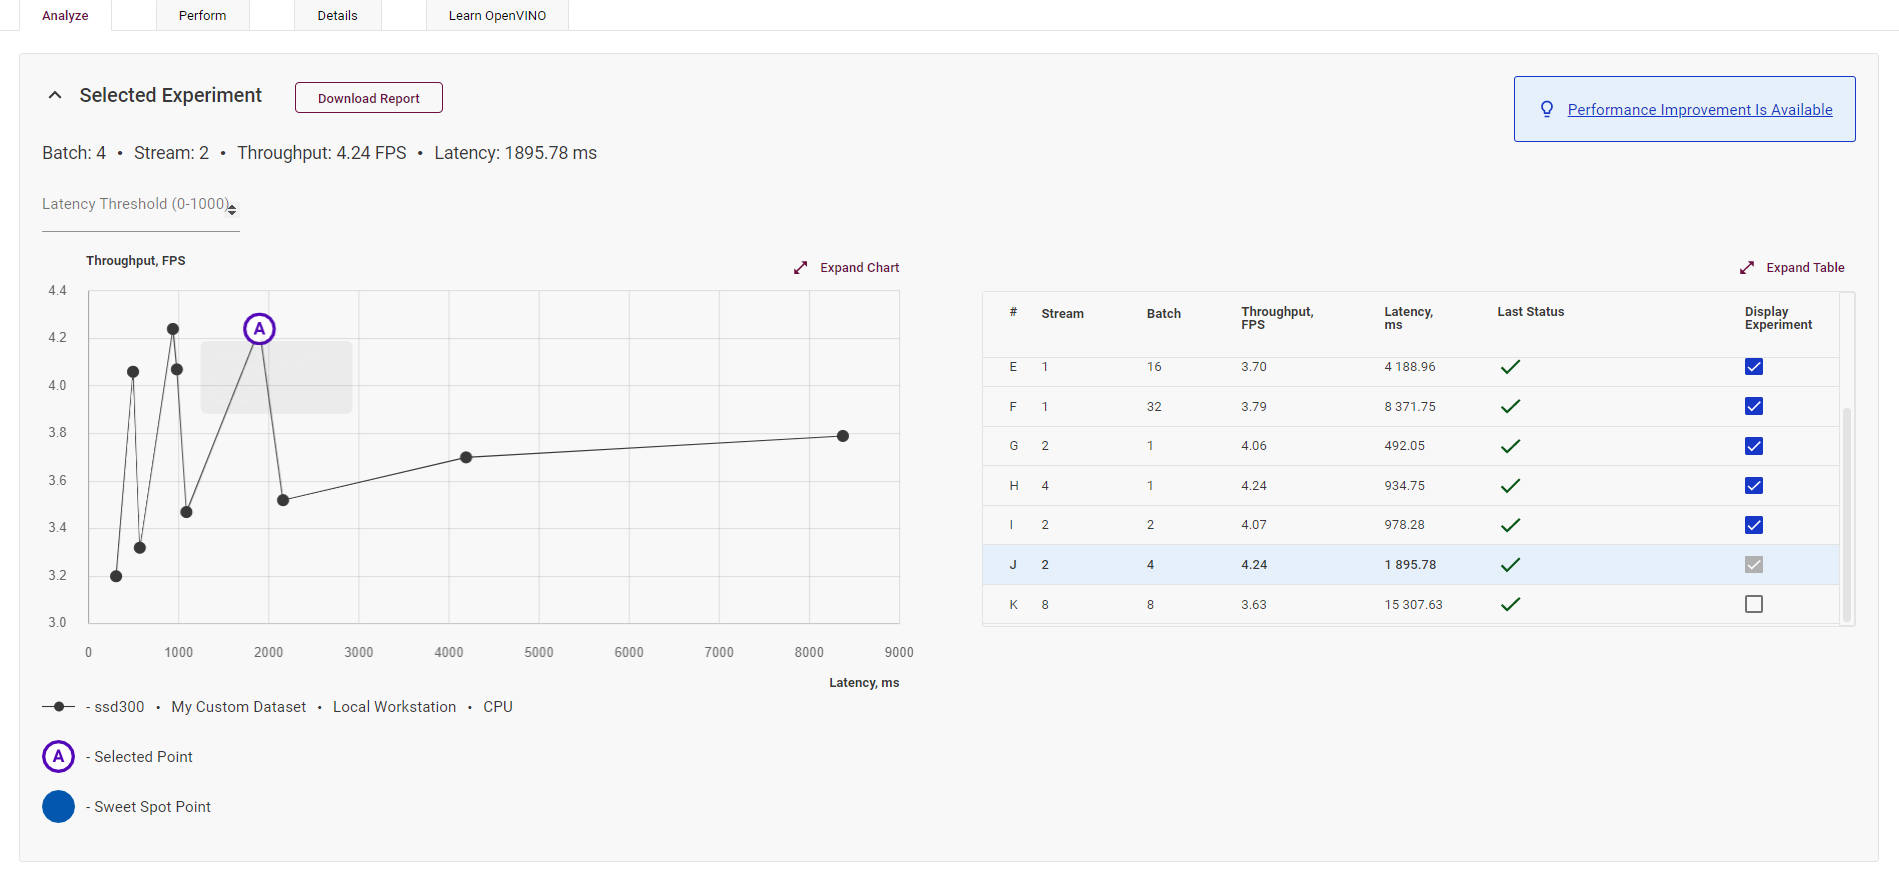 Analyze Perform Details Learn OpenVINO
Selected Experiment Download Report
Performance Improvement Is Available
Batch: 4 • Stream: 2 • Throughput: 4.24 FPS • Latency: 1895.78 ms
Latency Threshold (0-1000)
Throughput, FPS
Expand Chart
4.4
4.2
4.0
3.8
3.6
3.4
3.2
3.0
A
0 1000 2000 3000 4000 5000 6000 7000 8000 9000
Latency, ms
- ssd300 • My Custom Dataset • Local Workstation • CPU
A - Selected Point
- Sweet Spot Point
Expand Table
# Stream Batch Throughput, FPS Latency, ms Last Status Display Experiment
E 1 16 3.70 4 188.96
F 1 32 3.79 8 371.75
G 2 1 4.06 492.05
H 4 1 4.24 934.75
I 2 2 4.07 978.28
J 2 4 4.24 1 895.78
K 8 8 3.63 15 307.63